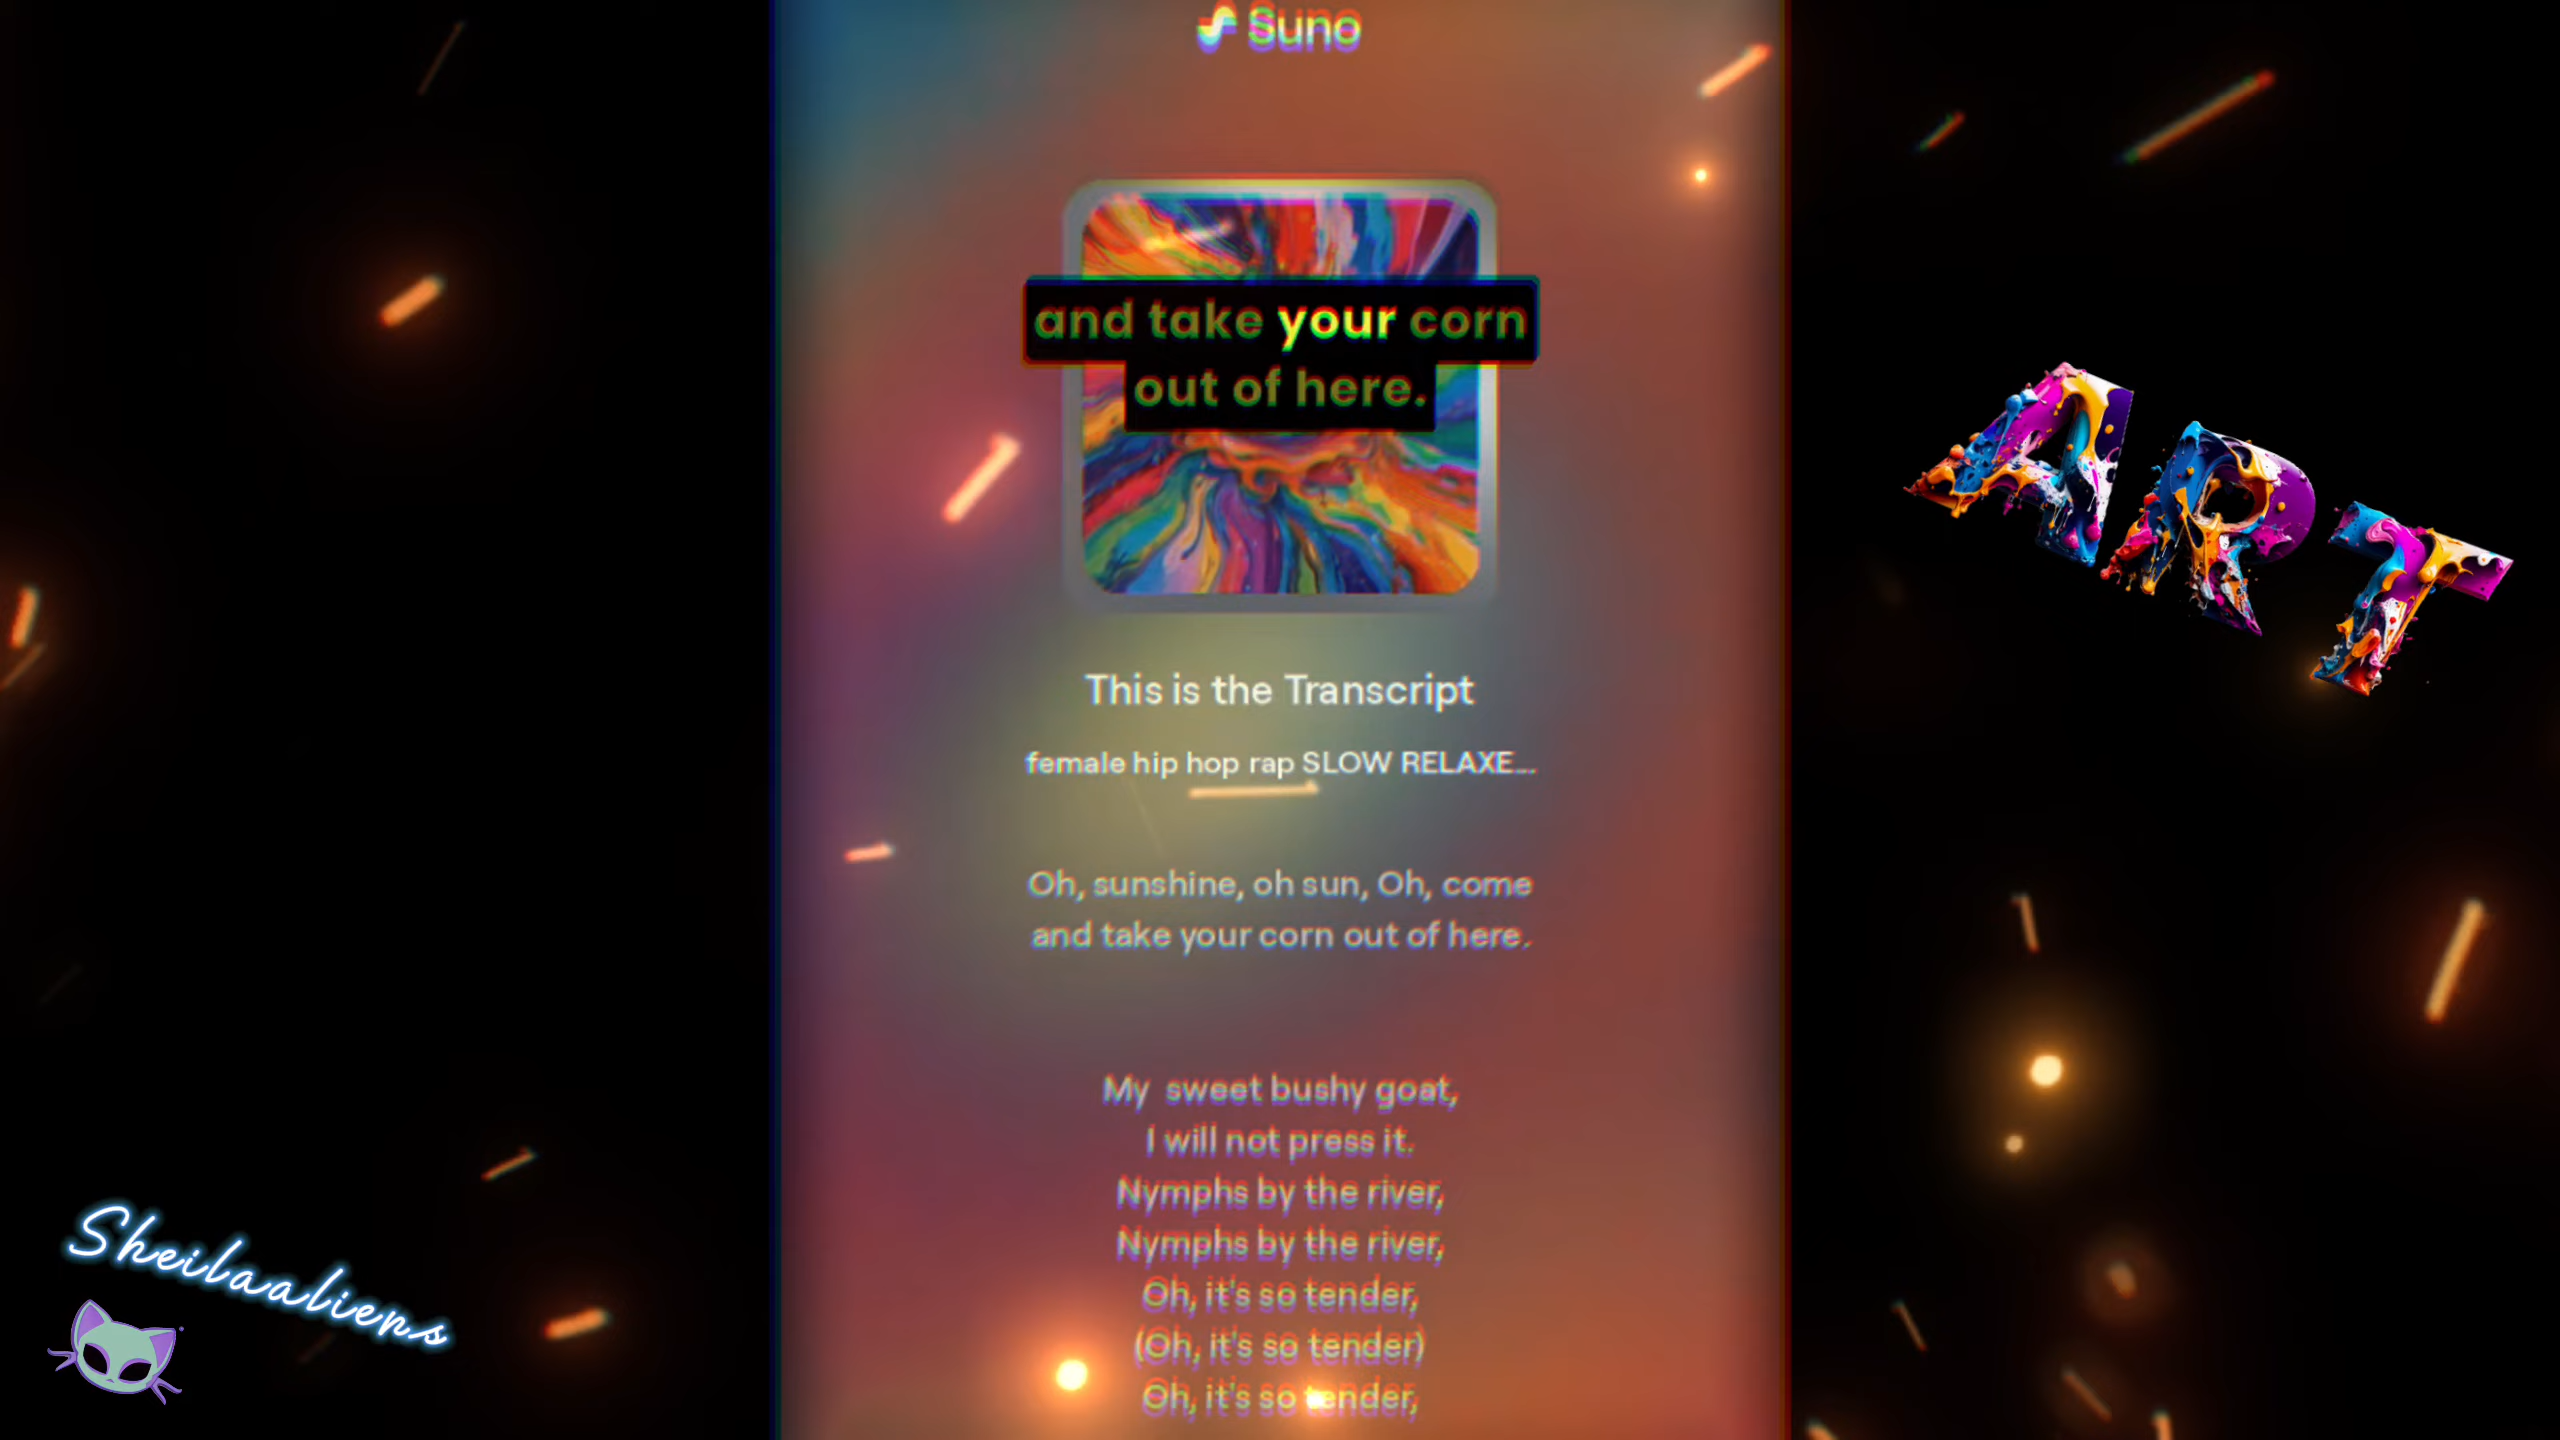 Suno
and take your corn
out of here.
ART
This is the Transcript
female hip hop rap SLOW RELAXE...
Oh, sunshine, oh sun, Oh, come
and take your corn out of here.
My  sweet bushy goat,
I will not press it.
Nymphs by the river,
Nymphs by the river,
Oh, it's so tender,
(Oh, it's so tender)
Oh, it's so tender,
Sheilaaliens